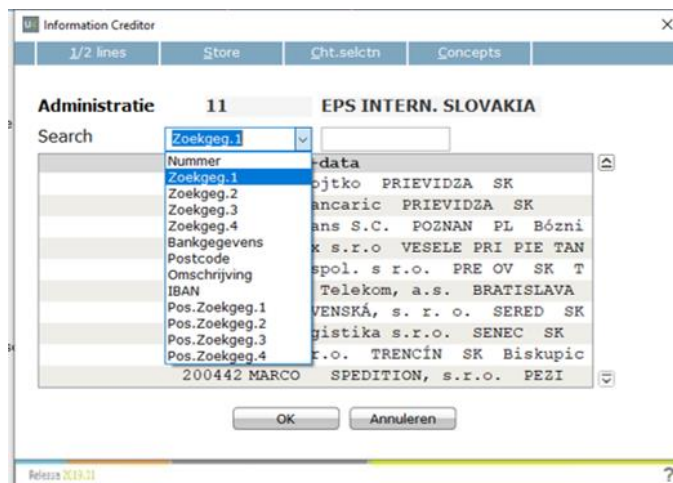 Information Creditor
1/2 lines Store Cht.selctn Concepts
Administratie 11 EPS INTERN. SLOVAKIA
Search Zoekgeg.1
Nummer -data
Zoekgeg.1 ojtko PRIEVIDZA SK
Zoekgeg.2 ancaric PRIEVIDZA SK
Zoekgeg.3
Zoekgeg.4 ans S.C. POZNAN PL Bózni
Bankgegevens x s.r.o VESELE PRI PIE TAN
Postcode
Omschrijving spol. s r.o. PRE OV SK T
IBAN Telekom, a.s. BRATISLAVA
Pos.Zoekgeg.1 VENSKÁ, s. r. o. SERED SK
Pos.Zoekgeg.2 gistika s.r.o. SENEC SK
Pos.Zoekgeg.3
Pos.Zoekgeg.4 r.o. TRENCÍN SK Biskupic
200442 MARCO SPEDITION, s.r.o. PEZI
OK Annuleren
Release 2019.11 ?